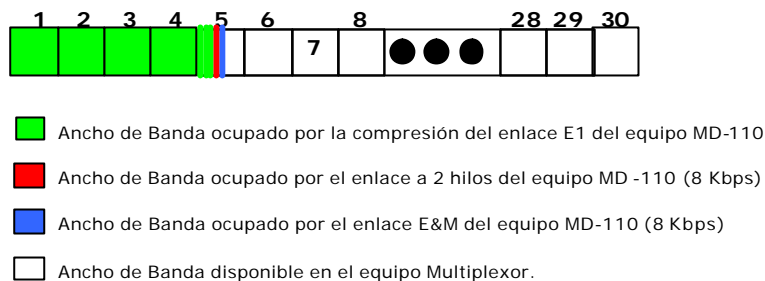 1 2 3 4 5 6 8 28 29 30
7
Ancho de Banda ocupado por la compresión del enlace E1 del equipo MD-110
Ancho de Banda ocupado por el enlace a 2 hilos del equipo MD -110 (8 Kbps)
Ancho de Banda ocupado por el enlace E&M del equipo MD-110 (8 Kbps)
Ancho de Banda disponible en el equipo Multiplexor.